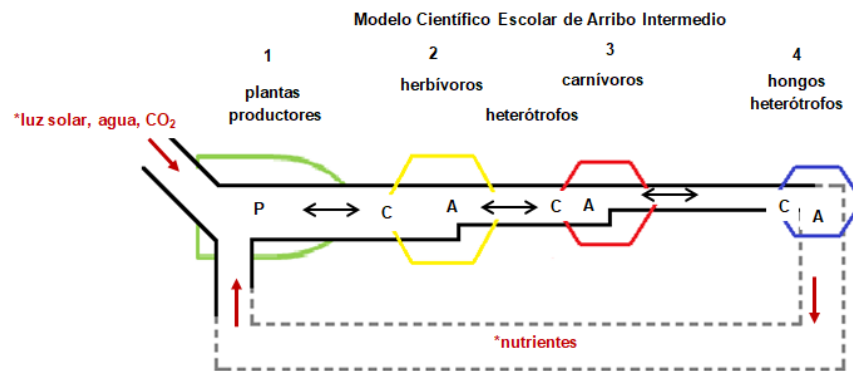 Modelo Científico Escolar de Arribo Intermedio
1
2
3
4
plantas
productores
herbívoros
carnívoros
heterótrofos
hongos
heterótrofos
*luz solar, agua, CO₂
P
C
A
C
A
C
A
*nutrientes